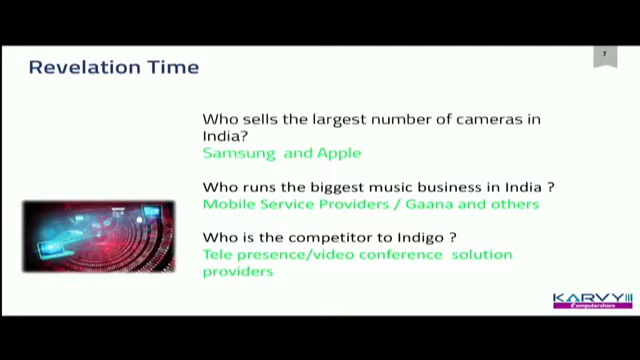 7
Revelation Time
Who sells the largest number of cameras in
India?
Samsung and Apple
Who runs the biggest music business in India ?
Mobile Service Providers / Gaana and others
Who is the competitor to Indigo ?
Tele presence/video conference solution
providers
KARVY
Computershare